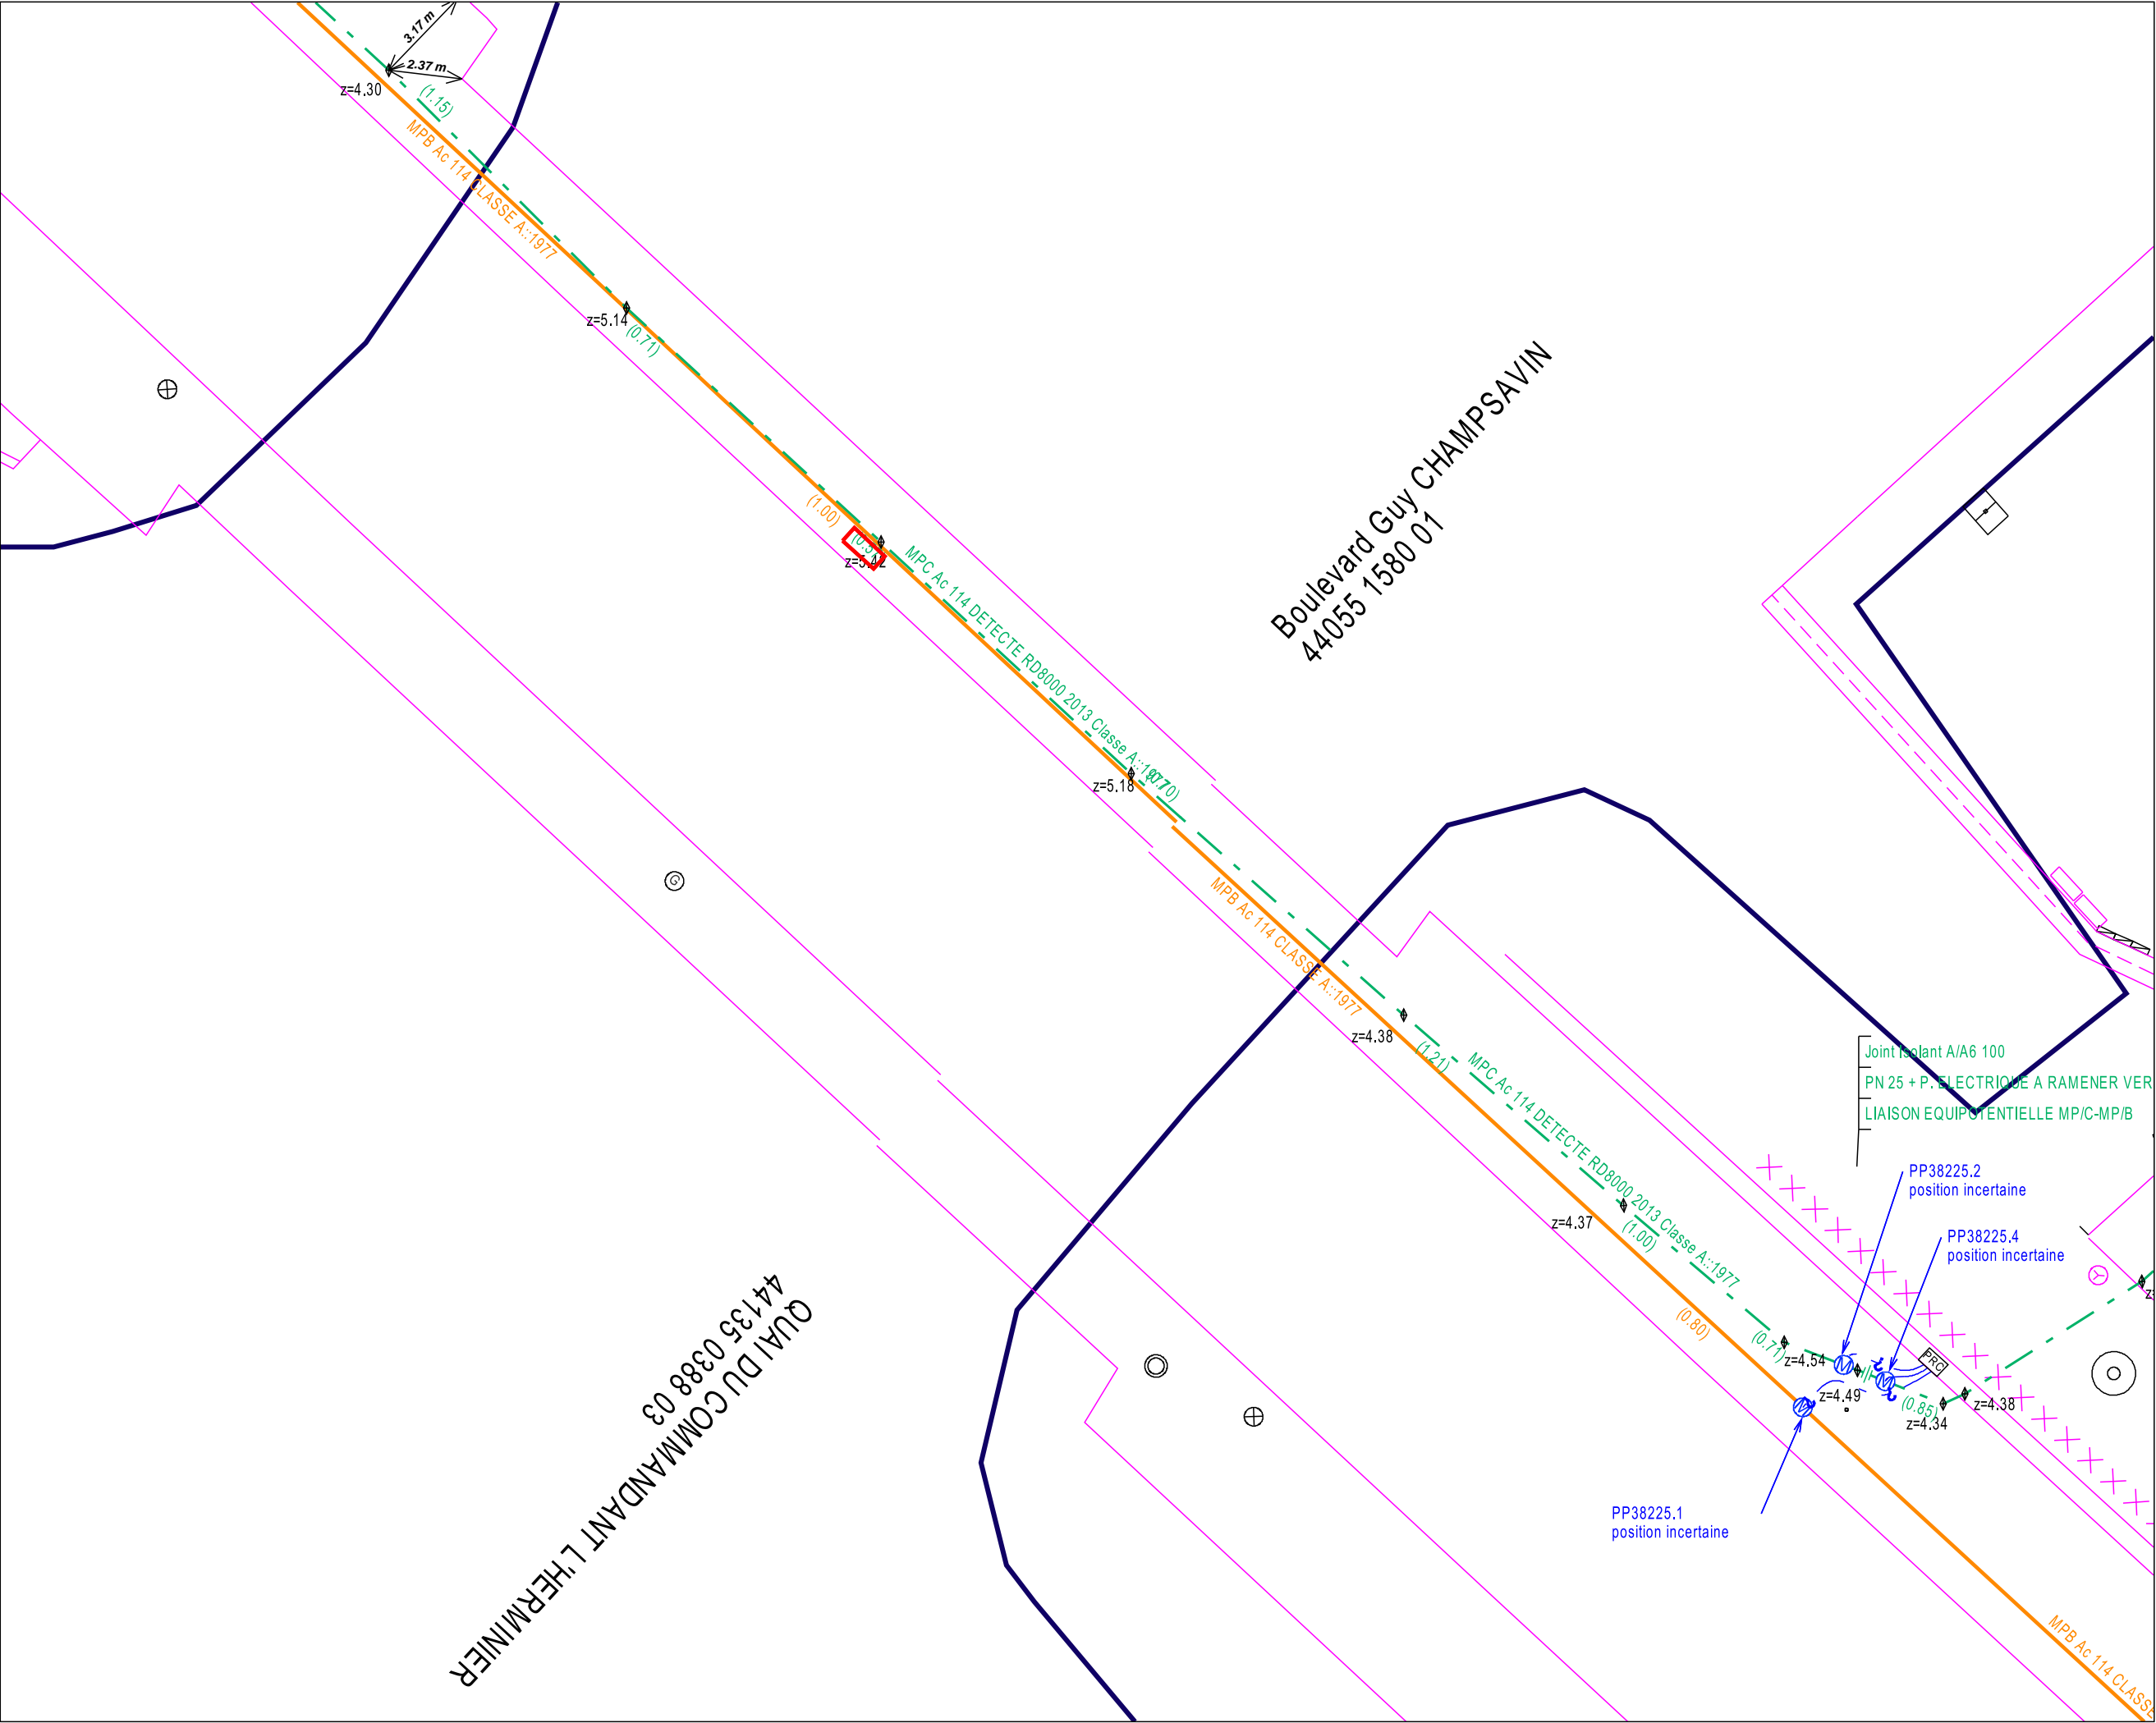 3.17 m
2.37 m
z=4.30
(1.15)
MPB Ac 114 CLASSE A::1977
z=5.14
(0.71)
(1.00)
z=5.42
MPC Ac 114 DETECTE RD8000 2013 Classe A::1977
(0.70)
z=5.18
Boulevard Guy CHAMPSAVIN
44055 1580 01
G
MPB Ac 114 CLASSE A::1977
z=4.38
(1.21)
MPC Ac 114 DETECTE RD8000 2013 Classe A::1977
z=4.37
(1.00)
(0.80)
(0.71)
Joint Isolant A/A6 100
PN 25 + P. ELECTRIQUE A RAMENER VER
LIAISON EQUIPOTENTIELLE MP/C-MP/B
PP38225.2
position incertaine
PP38225.4
position incertaine
z=4.54
M
M
PRC
z=4.49
M
(0.85)
z=4.38
z=4.34
PP38225.1
position incertaine
QUAI DU COMMANDANT L'HERMINIER
44135 0388 03
MPB Ac 114 CLASSE